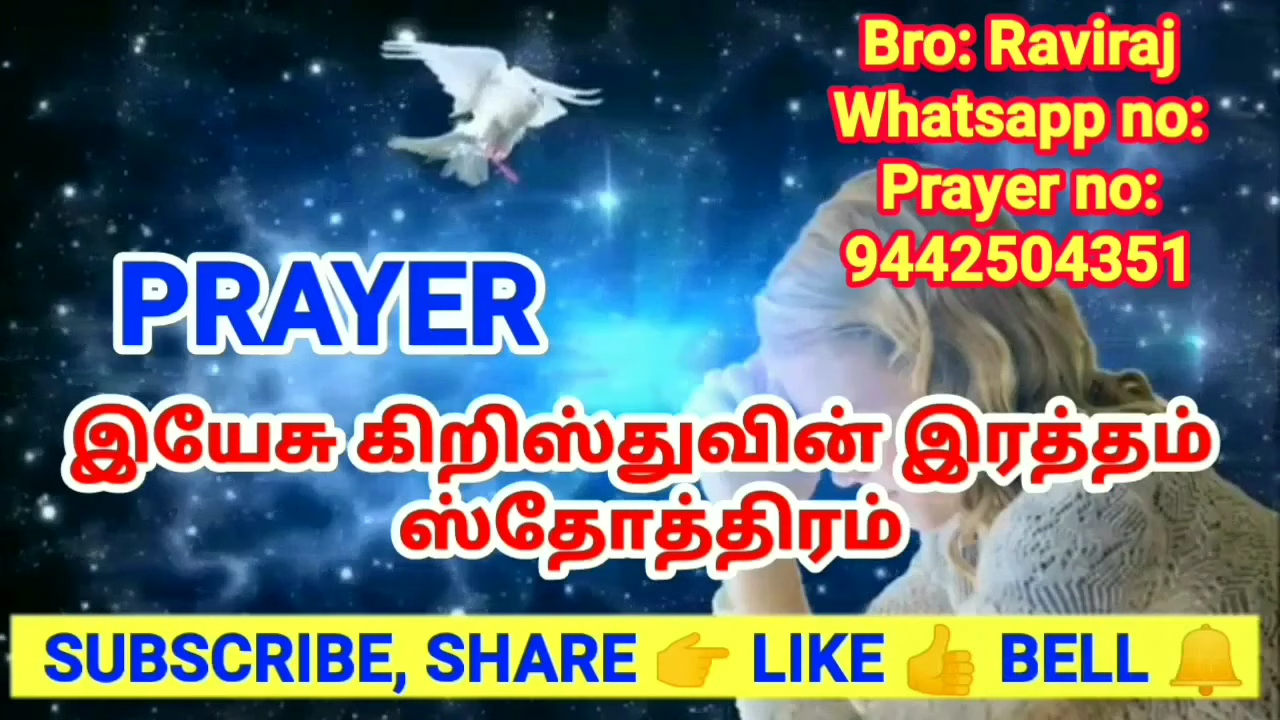 Bro: Raviraj
Whatsapp no:
Prayer no:
9442504351
PRAYER
இயேசு கிறிஸ்துவின் இரத்தம்
ஸ்தோத்திரம்
SUBSCRIBE, SHARE 👉 LIKE 👍 BELL 🔔